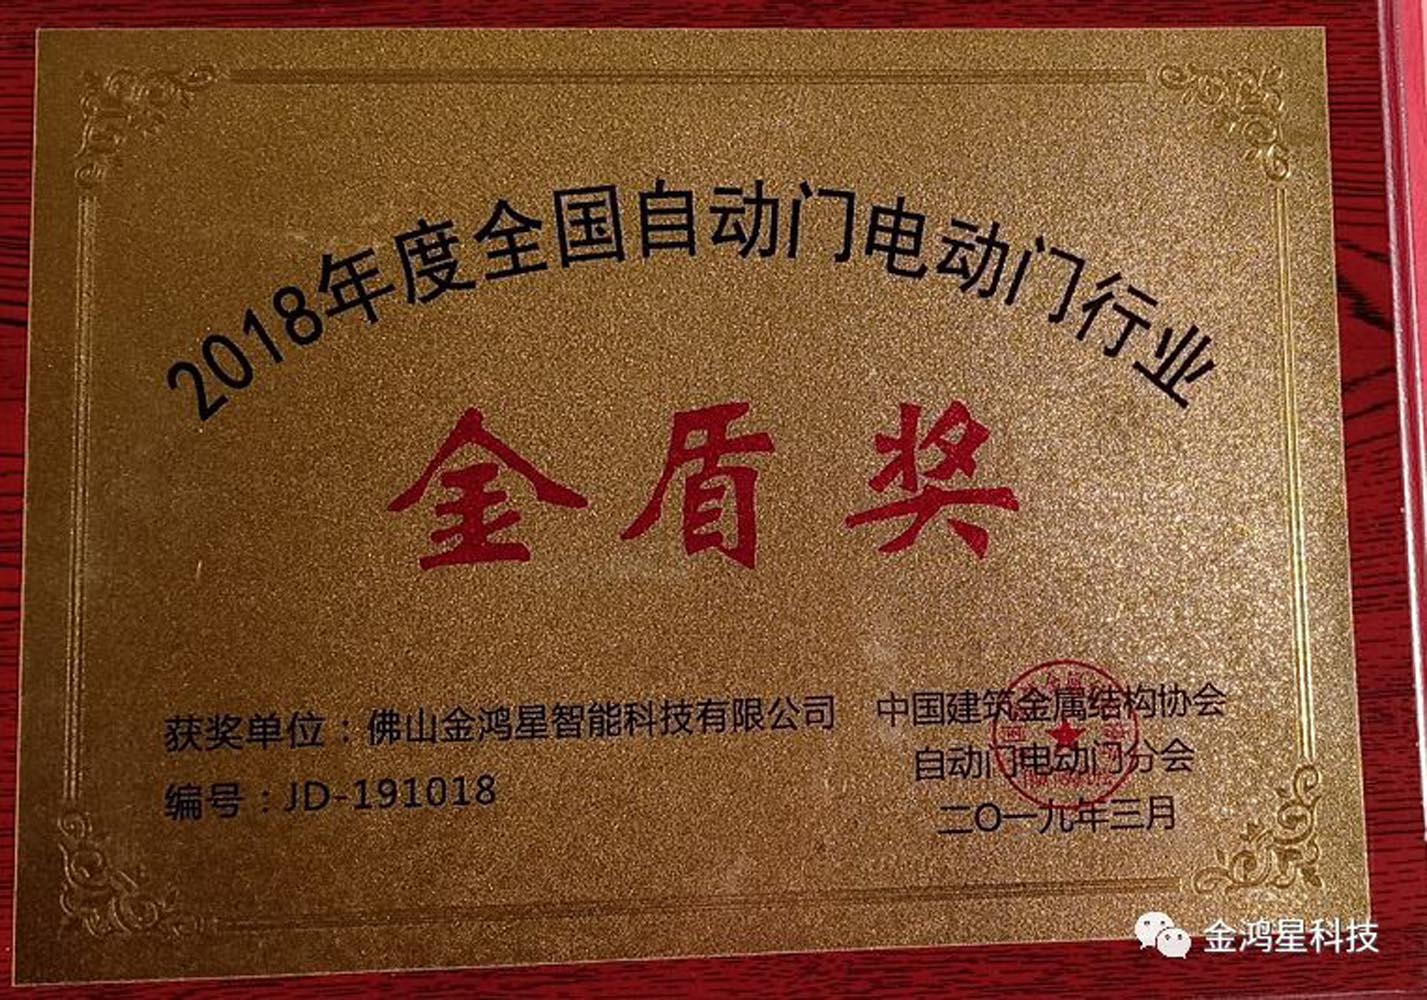 2018年度全国自动门电动门行业
金盾奖
获奖单位：佛山金鸿星智能科技有限公司
编号：JD-191018
中国建筑金属结构协会
自动门电动门分会
二〇一九年三月
金鸿星科技